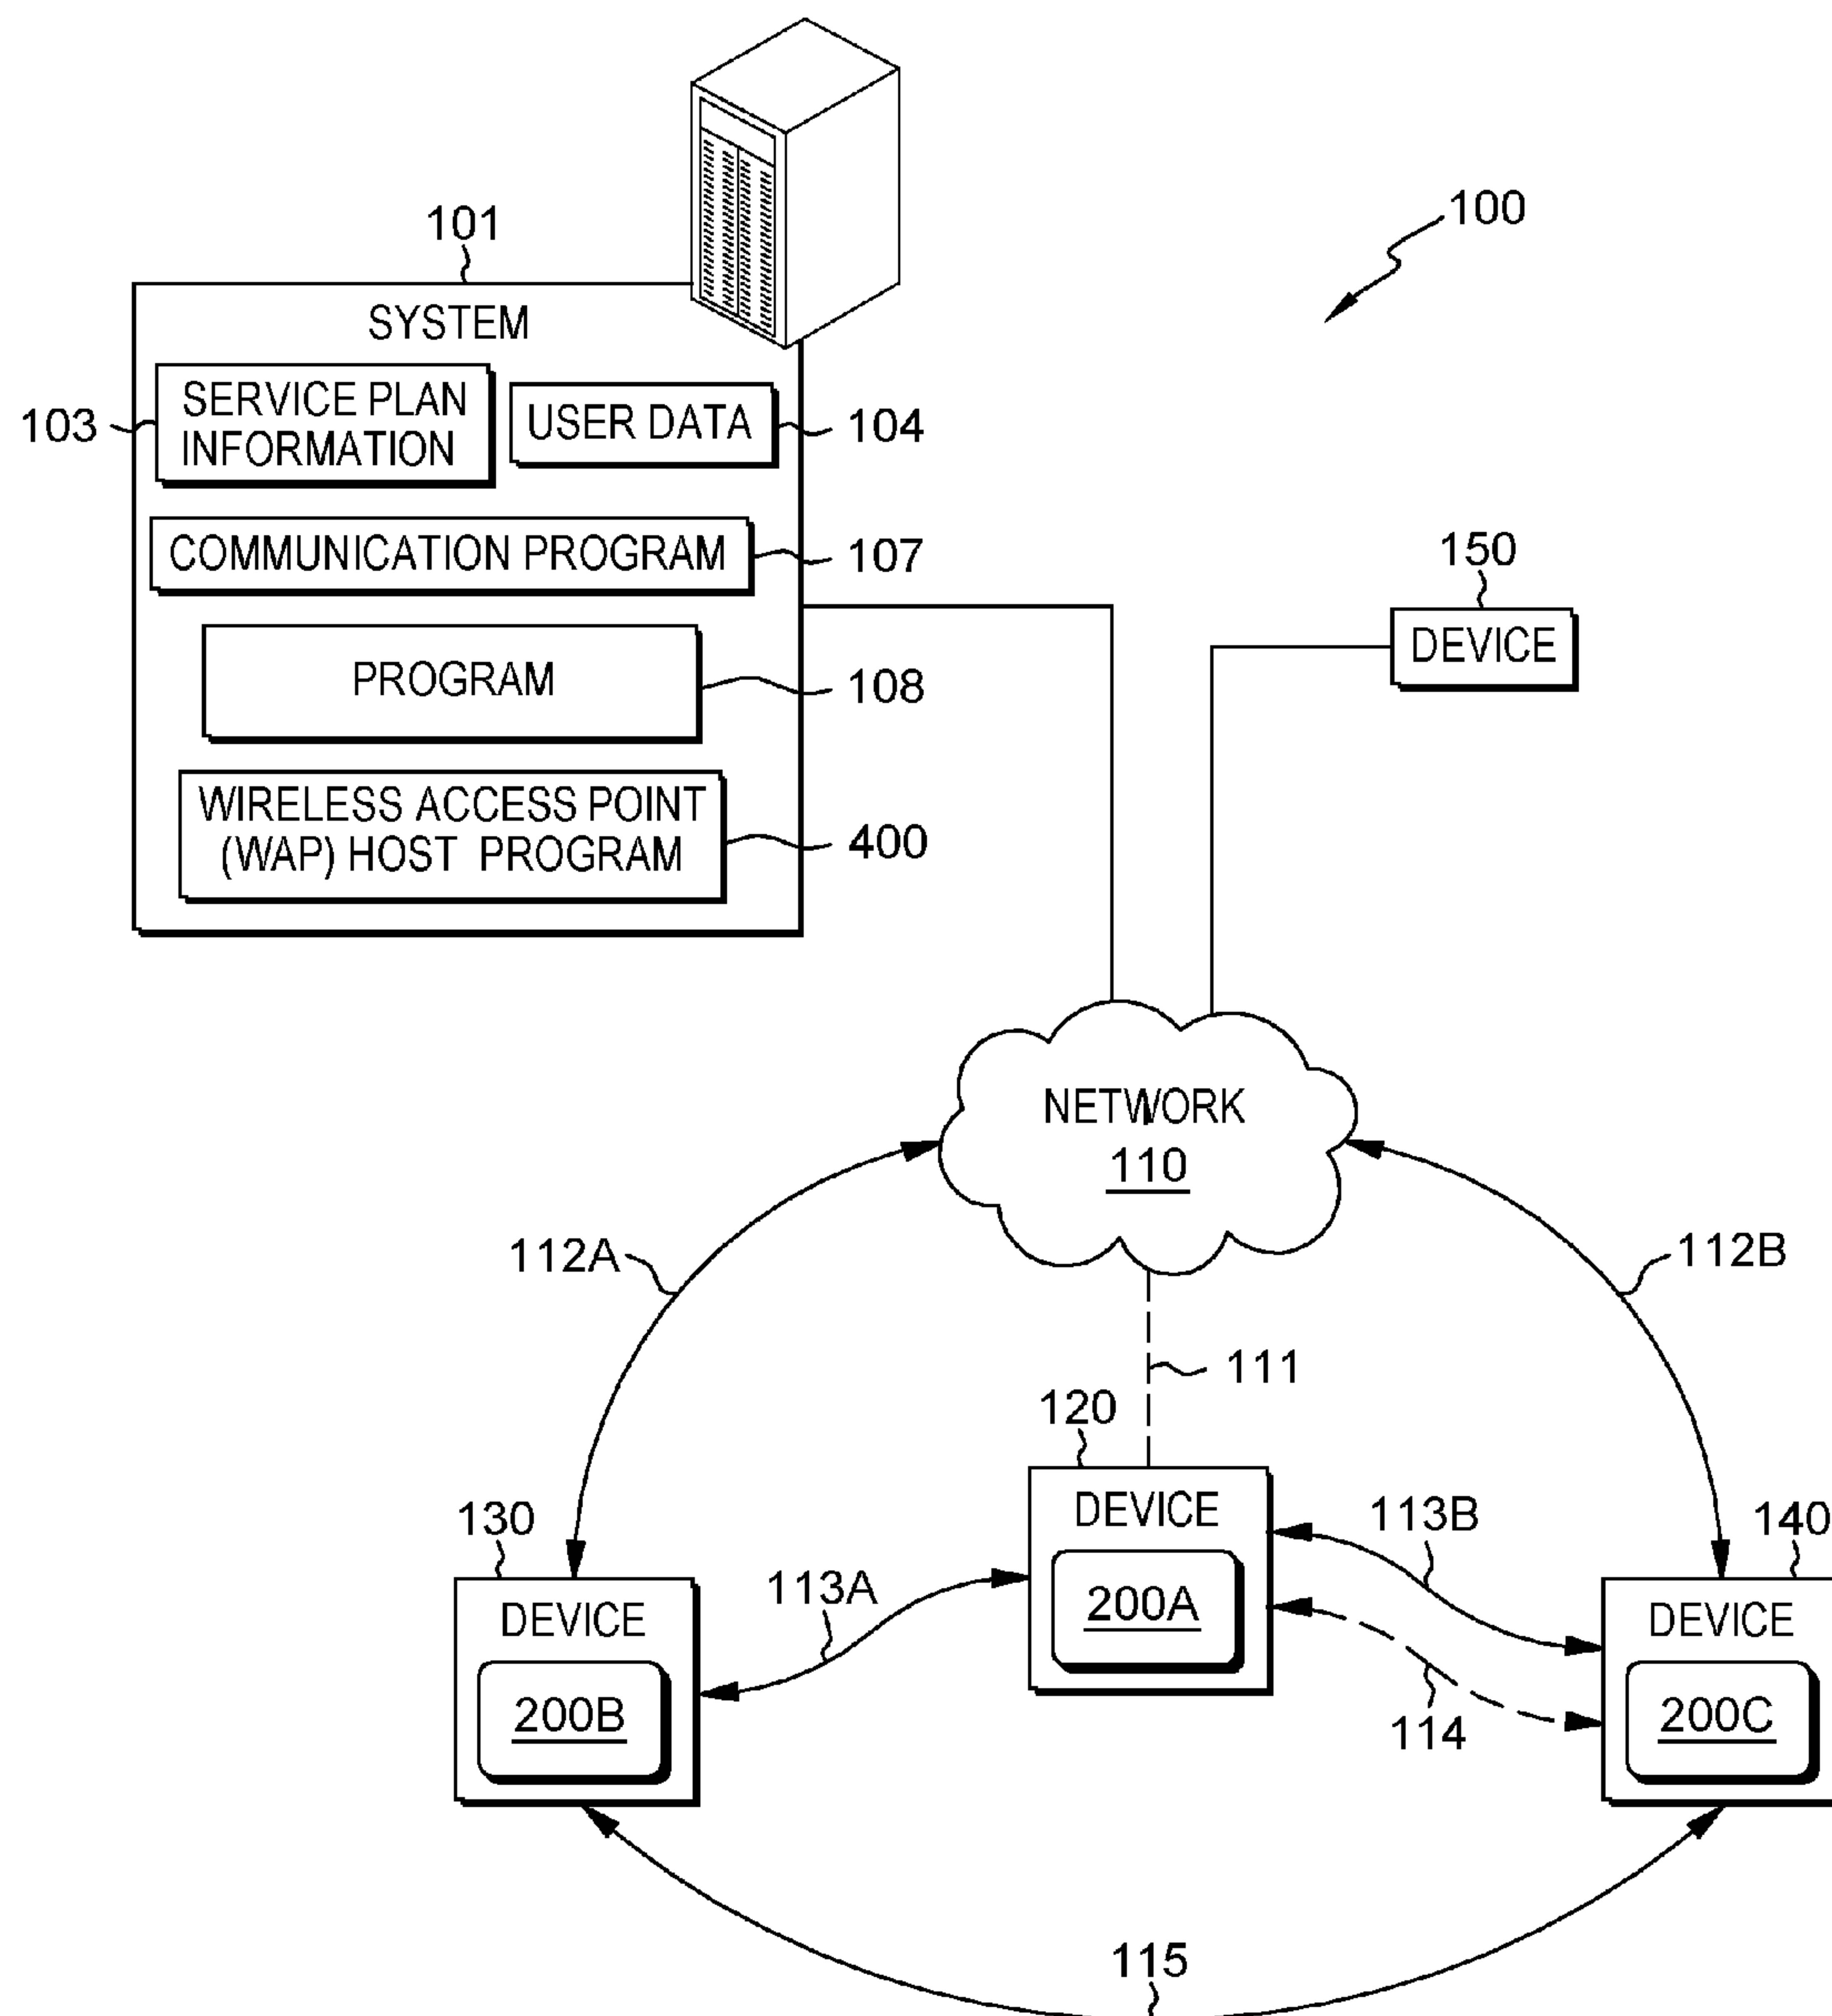 100
101
SYSTEM
103
SERVICE PLAN
INFORMATION
USER DATA
104
COMMUNICATION PROGRAM
107
PROGRAM
108
WIRELESS ACCESS POINT
(WAP) HOST PROGRAM
400
150
DEVICE
NETWORK
110
112A
112B
111
120
DEVICE
200A
130
DEVICE
200B
113A
113B
114
140
DEVICE
200C
115